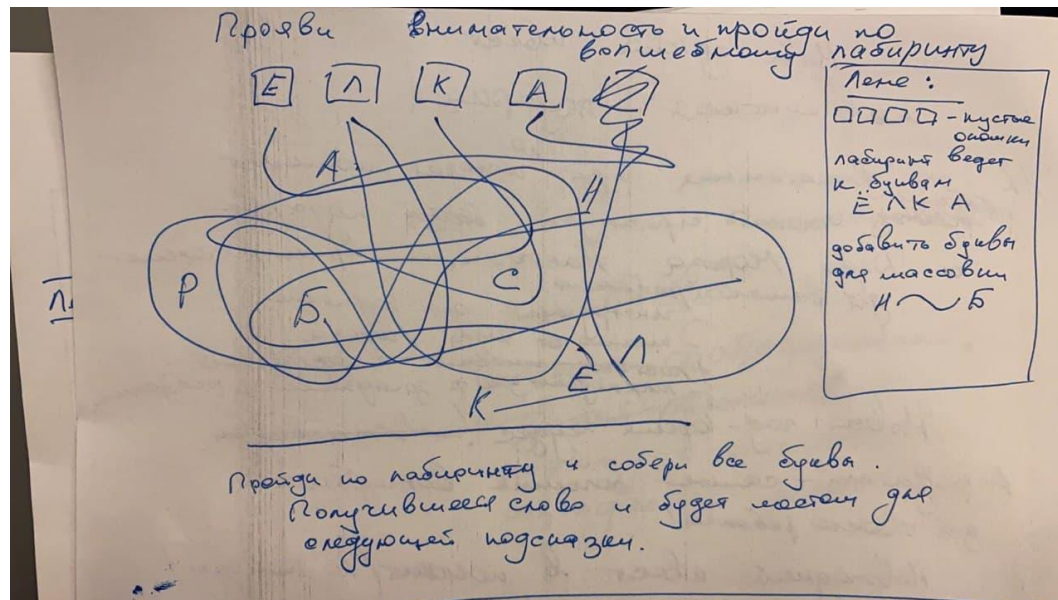 Прояви внимательность и пройди по
волшебному лабиринту
Е Л К А
А
Н
Р
Б
С
Е
Л
К
Лене:
- пустые
окошки
лабиринт ведет
к буквам
Ё Л К А
добавить буквы
для массовки
Н Б
Пройди по лабиринту и собери все буквы.
Получившееся слово и будет местом для
следующей подсказки.